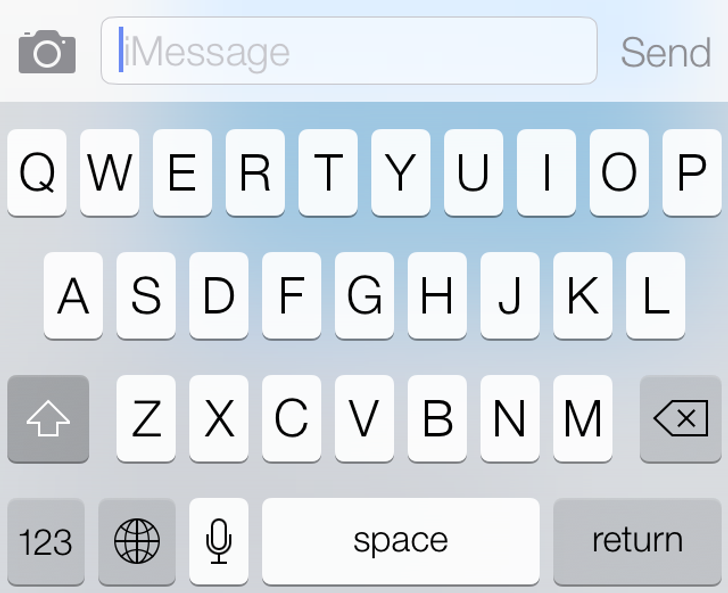 iMessage Send
Q W E R T Y U I O P
A S D F G H J K L
Z X C V B N M
123 space return